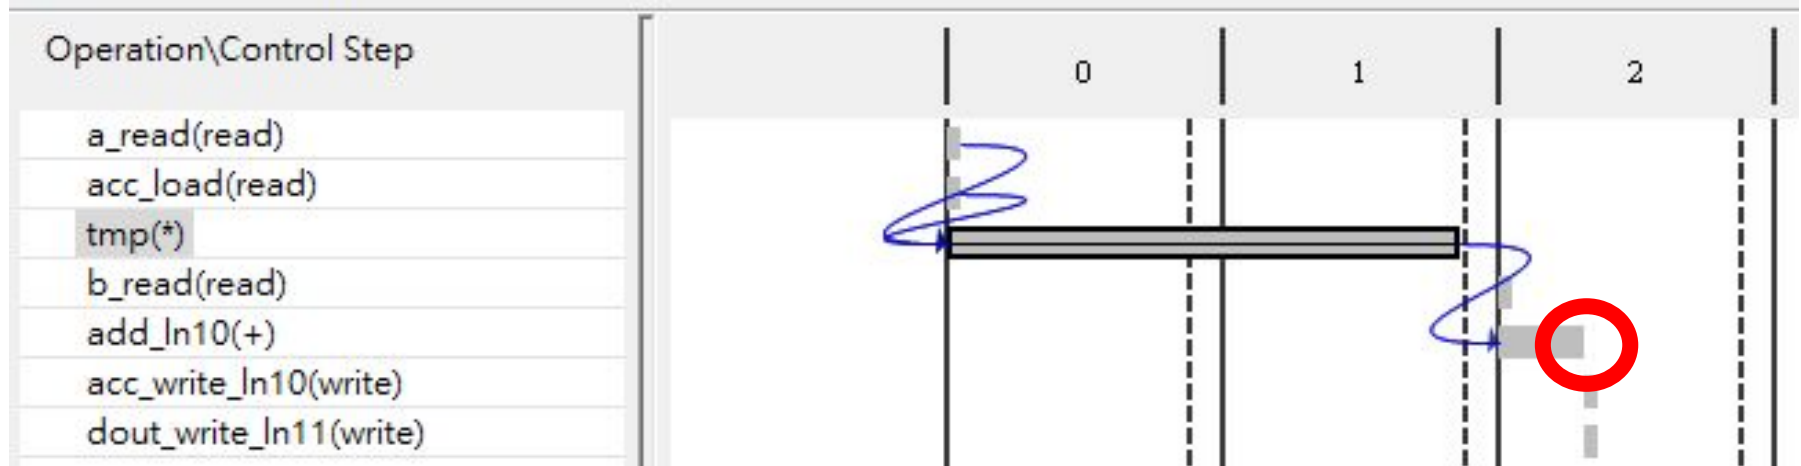 Operation\Control Step
0 1 2
a_read(read)
acc_load(read)
tmp(*)
b_read(read)
add_ln10(+)
acc_write_ln10(write)
dout_write_ln11(write)